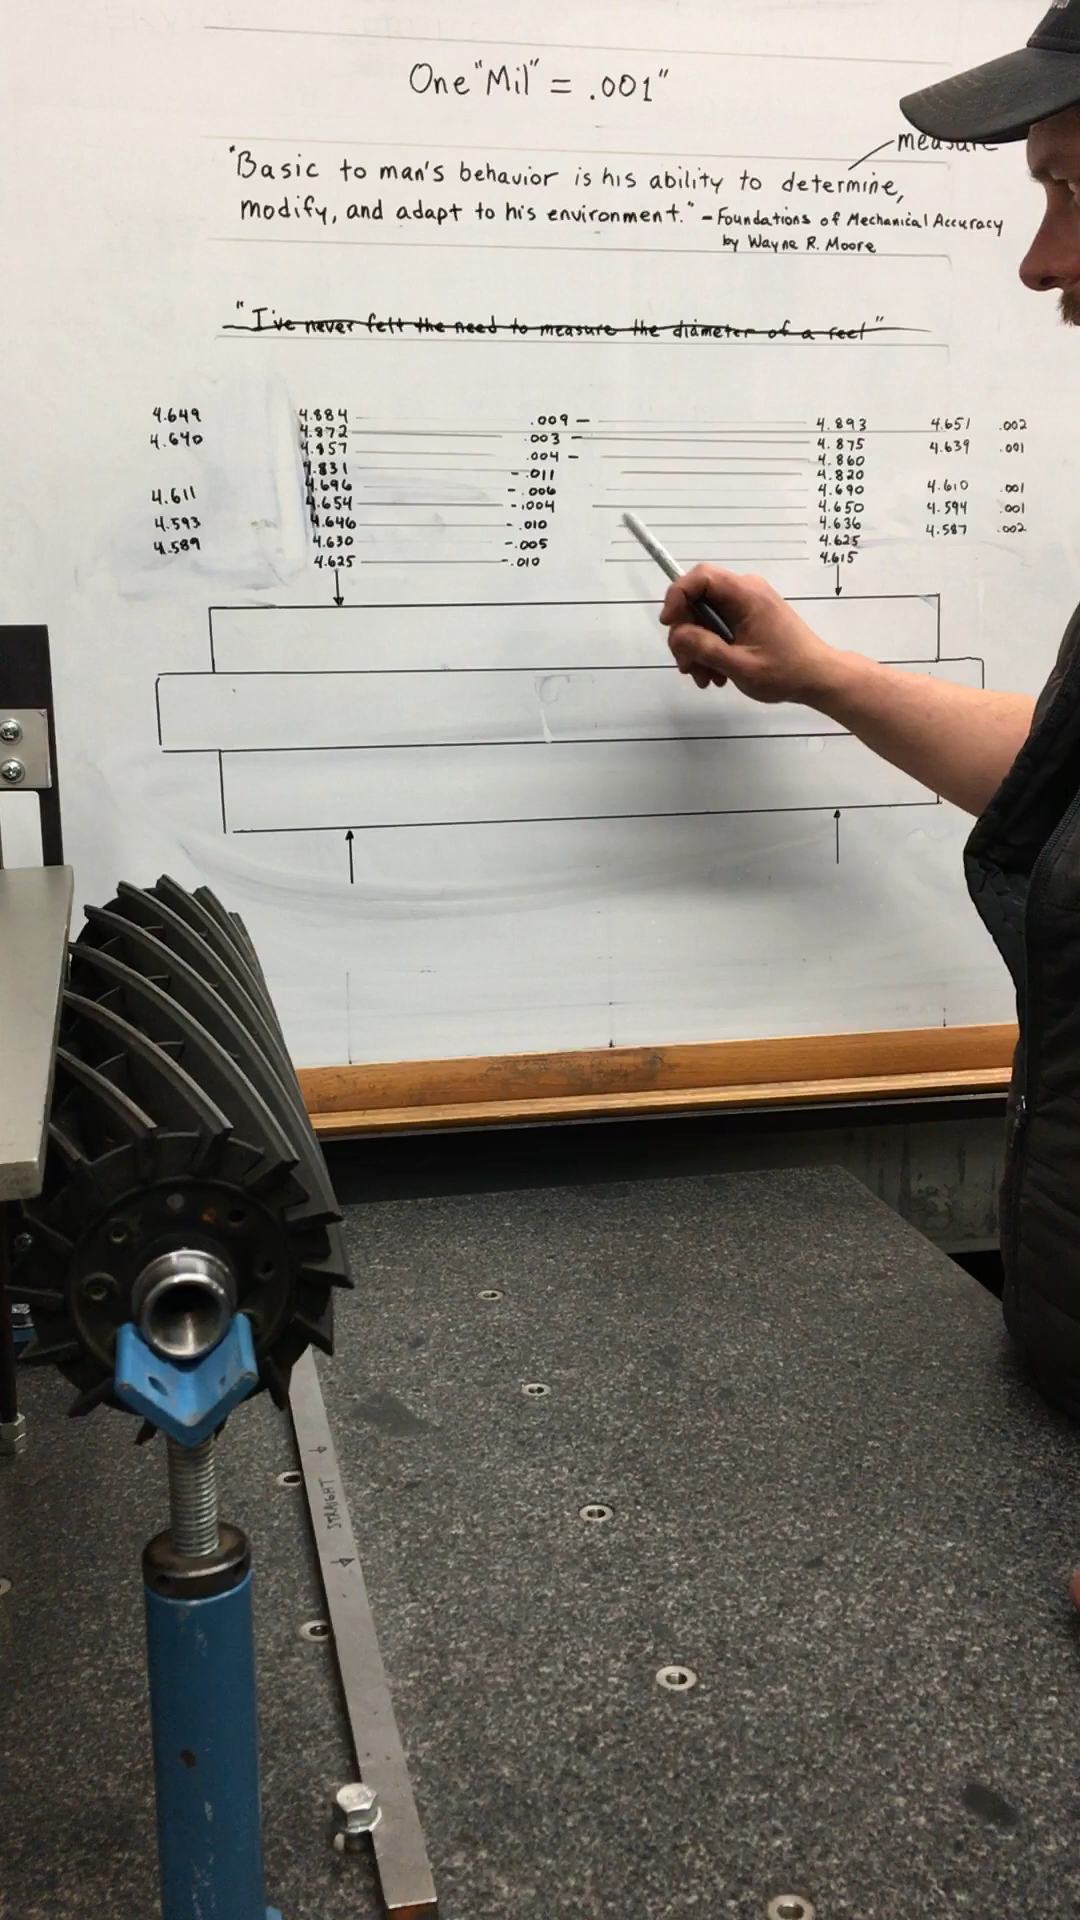 One "Mil" = .001"
measure
"Basic to man's behavior is his ability to determine,
modify, and adapt to his environment." - Foundations of Mechanical Accuracy
by Wayne R. Moore
"I've never felt the need to measure the diameter of a reel"
4.649 4.884 .009 - 4.893 4.651 .002
4.640 4.872 .003 - 4.875 4.639 .001
4.857 .004 - 4.860
4.831 -.011 4.820
4.611 4.696 -.006 4.690 4.610 .001
4.654 -.004 4.650 4.594 .001
4.593 4.646 -.010 4.636 4.587 .002
4.589 4.630 -.005 4.625
4.625 -.010 4.615
STRAIGHT